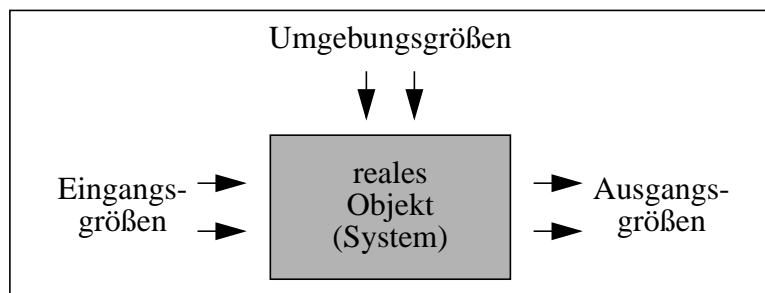 Umgebungsgrößen
Eingangs-
größen
reales
Objekt
(System)
Ausgangs-
größen